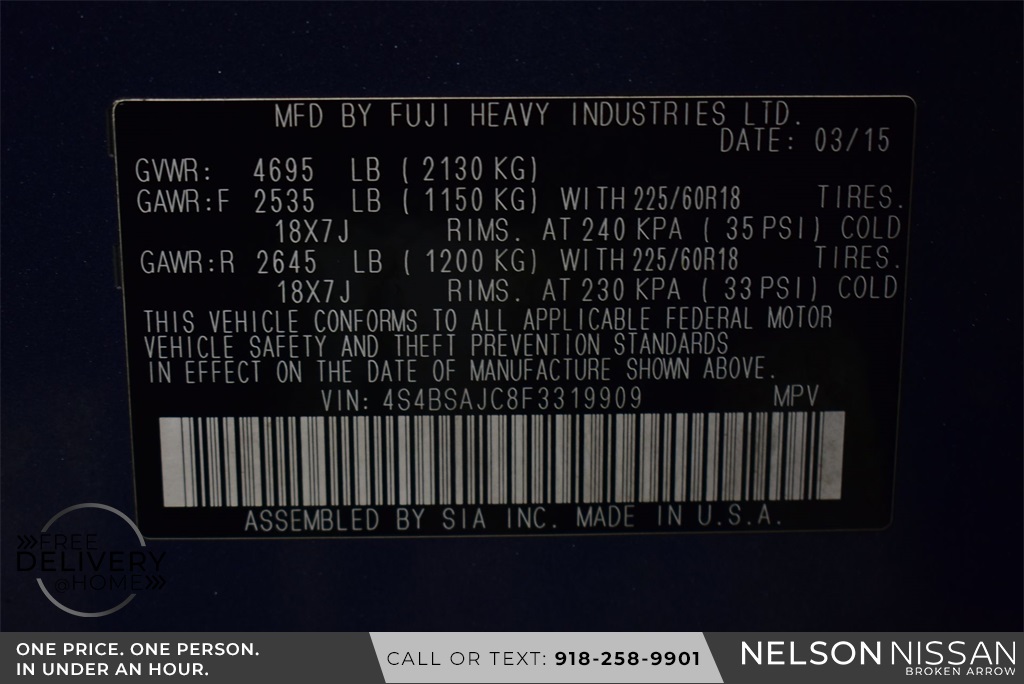 MFD BY FUJI HEAVY INDUSTRIES LTD.
DATE: 03/15
GVWR: 4695 LB ( 2130 KG)
GAWR:F 2535 LB ( 1150 KG) WITH 225/60R18 TIRES.
18X7J RIMS. AT 240 KPA ( 35 PSI) COLD
GAWR:R 2645 LB ( 1200 KG) WITH 225/60R18 TIRES.
18X7J RIMS. AT 230 KPA ( 33 PSI) COLD
THIS VEHICLE CONFORMS TO ALL APPLICABLE FEDERAL MOTOR
VEHICLE SAFETY AND THEFT PREVENTION STANDARDS
IN EFFECT ON THE DATE OF MANUFACTURE SHOWN ABOVE.
VIN: 4S4BSAJC8F3319909 MPV
ASSEMBLED BY SIA INC. MADE IN U.S.A.
FREE
DELIVERY
@HOME
ONE PRICE. ONE PERSON.
IN UNDER AN HOUR.
CALL OR TEXT: 918-258-9901
NELSON NISSAN
BROKEN ARROW